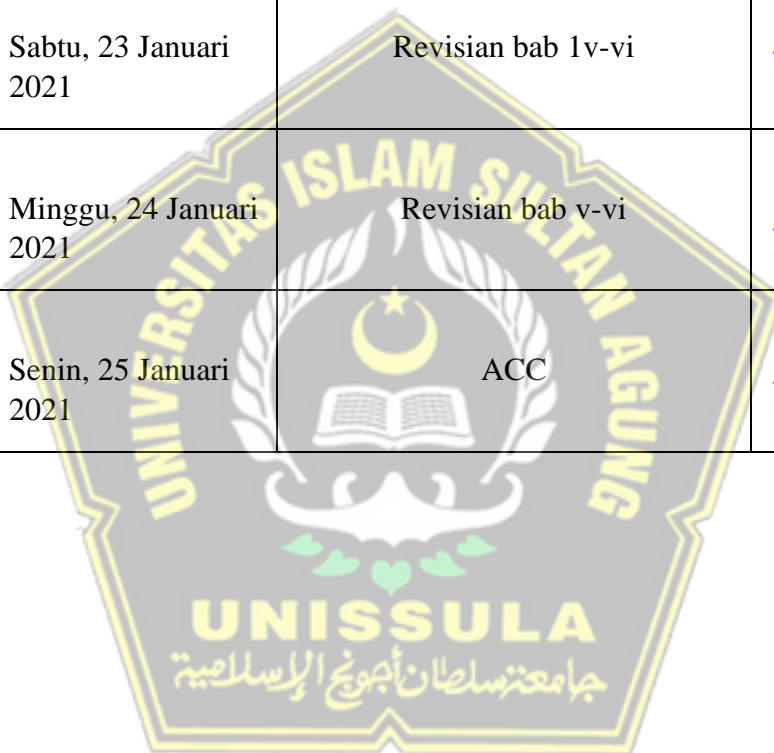 Sabtu, 23 Januari
2021
Revisian bab 1v-vi
Minggu, 24 Januari
2021
Revisian bab v-vi
Senin, 25 Januari
2021
ACC
UNIVERSITAS ISLAM SULTAN AGUNG
UNISSULA
جامعة سلطان أجونج الإسلامية